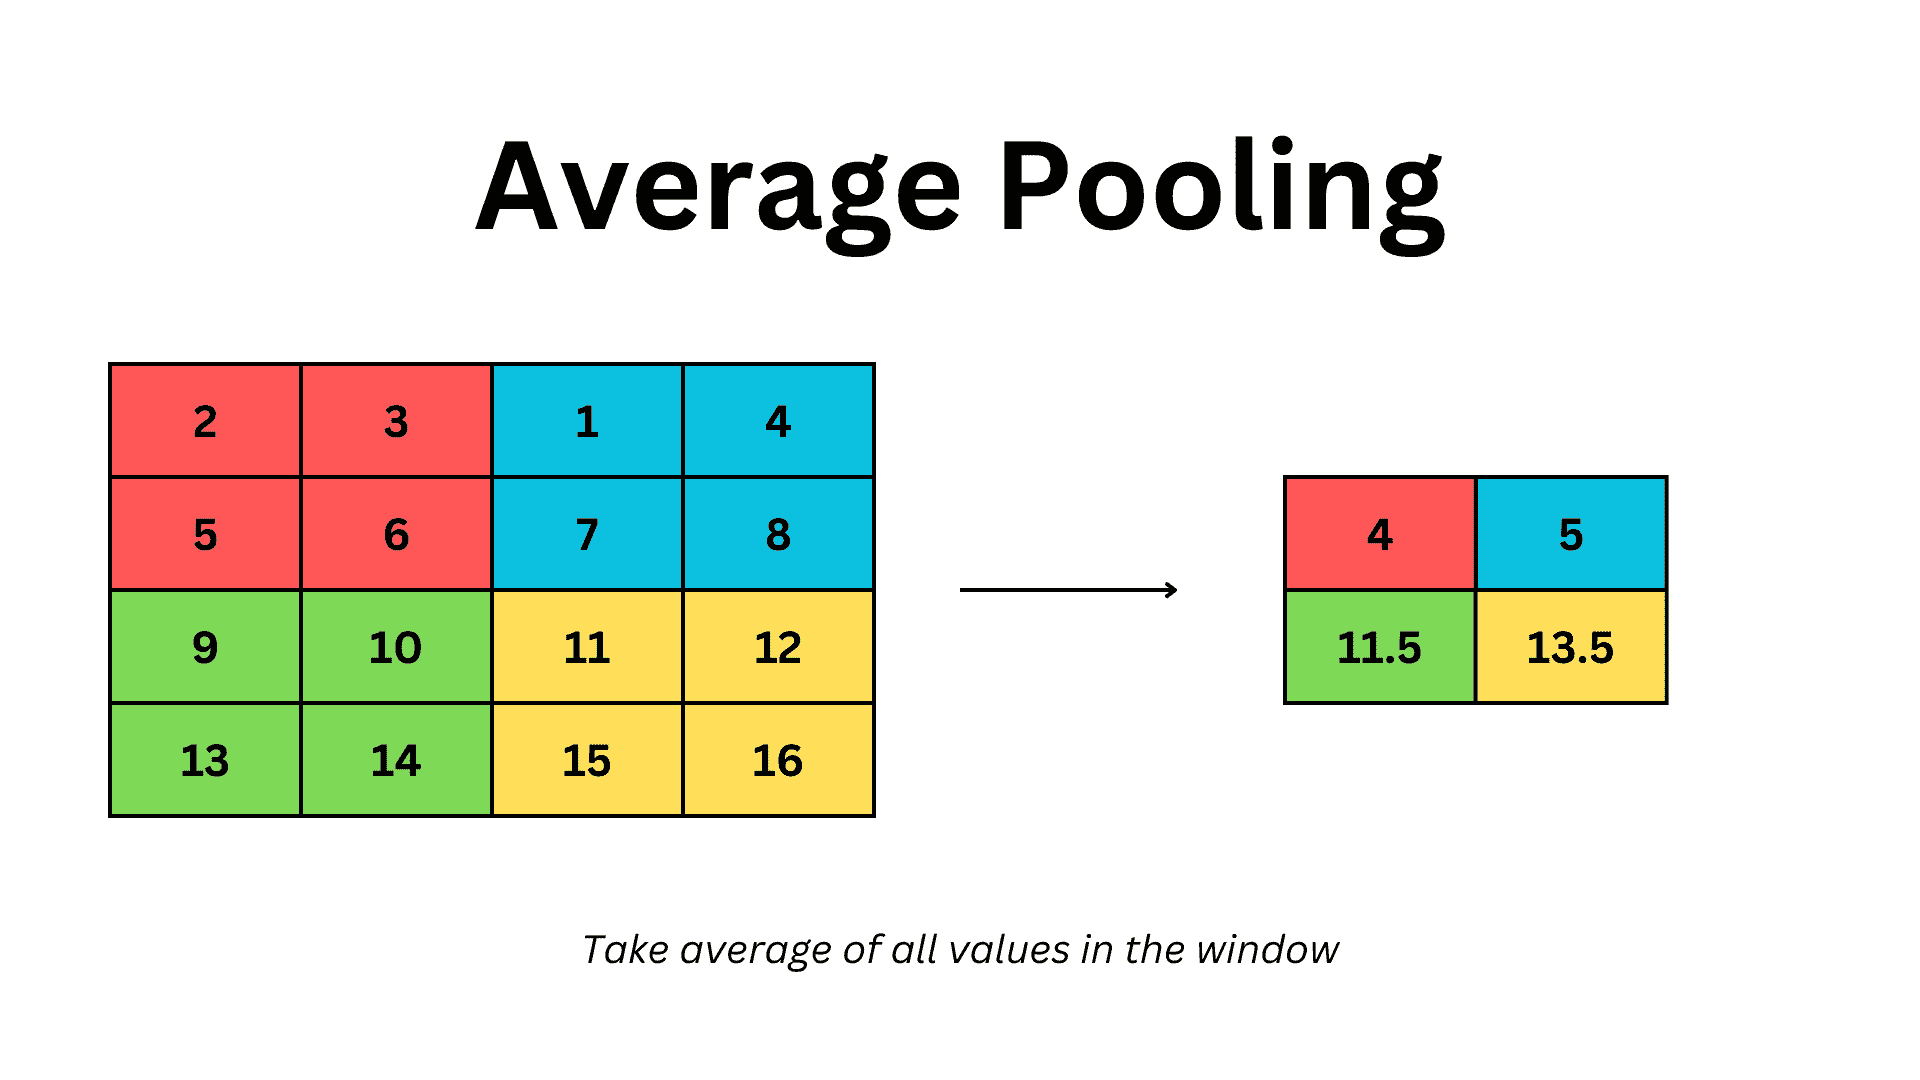 Average Pooling
2 3 1 4
5 6 7 8
9 10 11 12
13 14 15 16
4 5
11.5 13.5
Take average of all values in the window